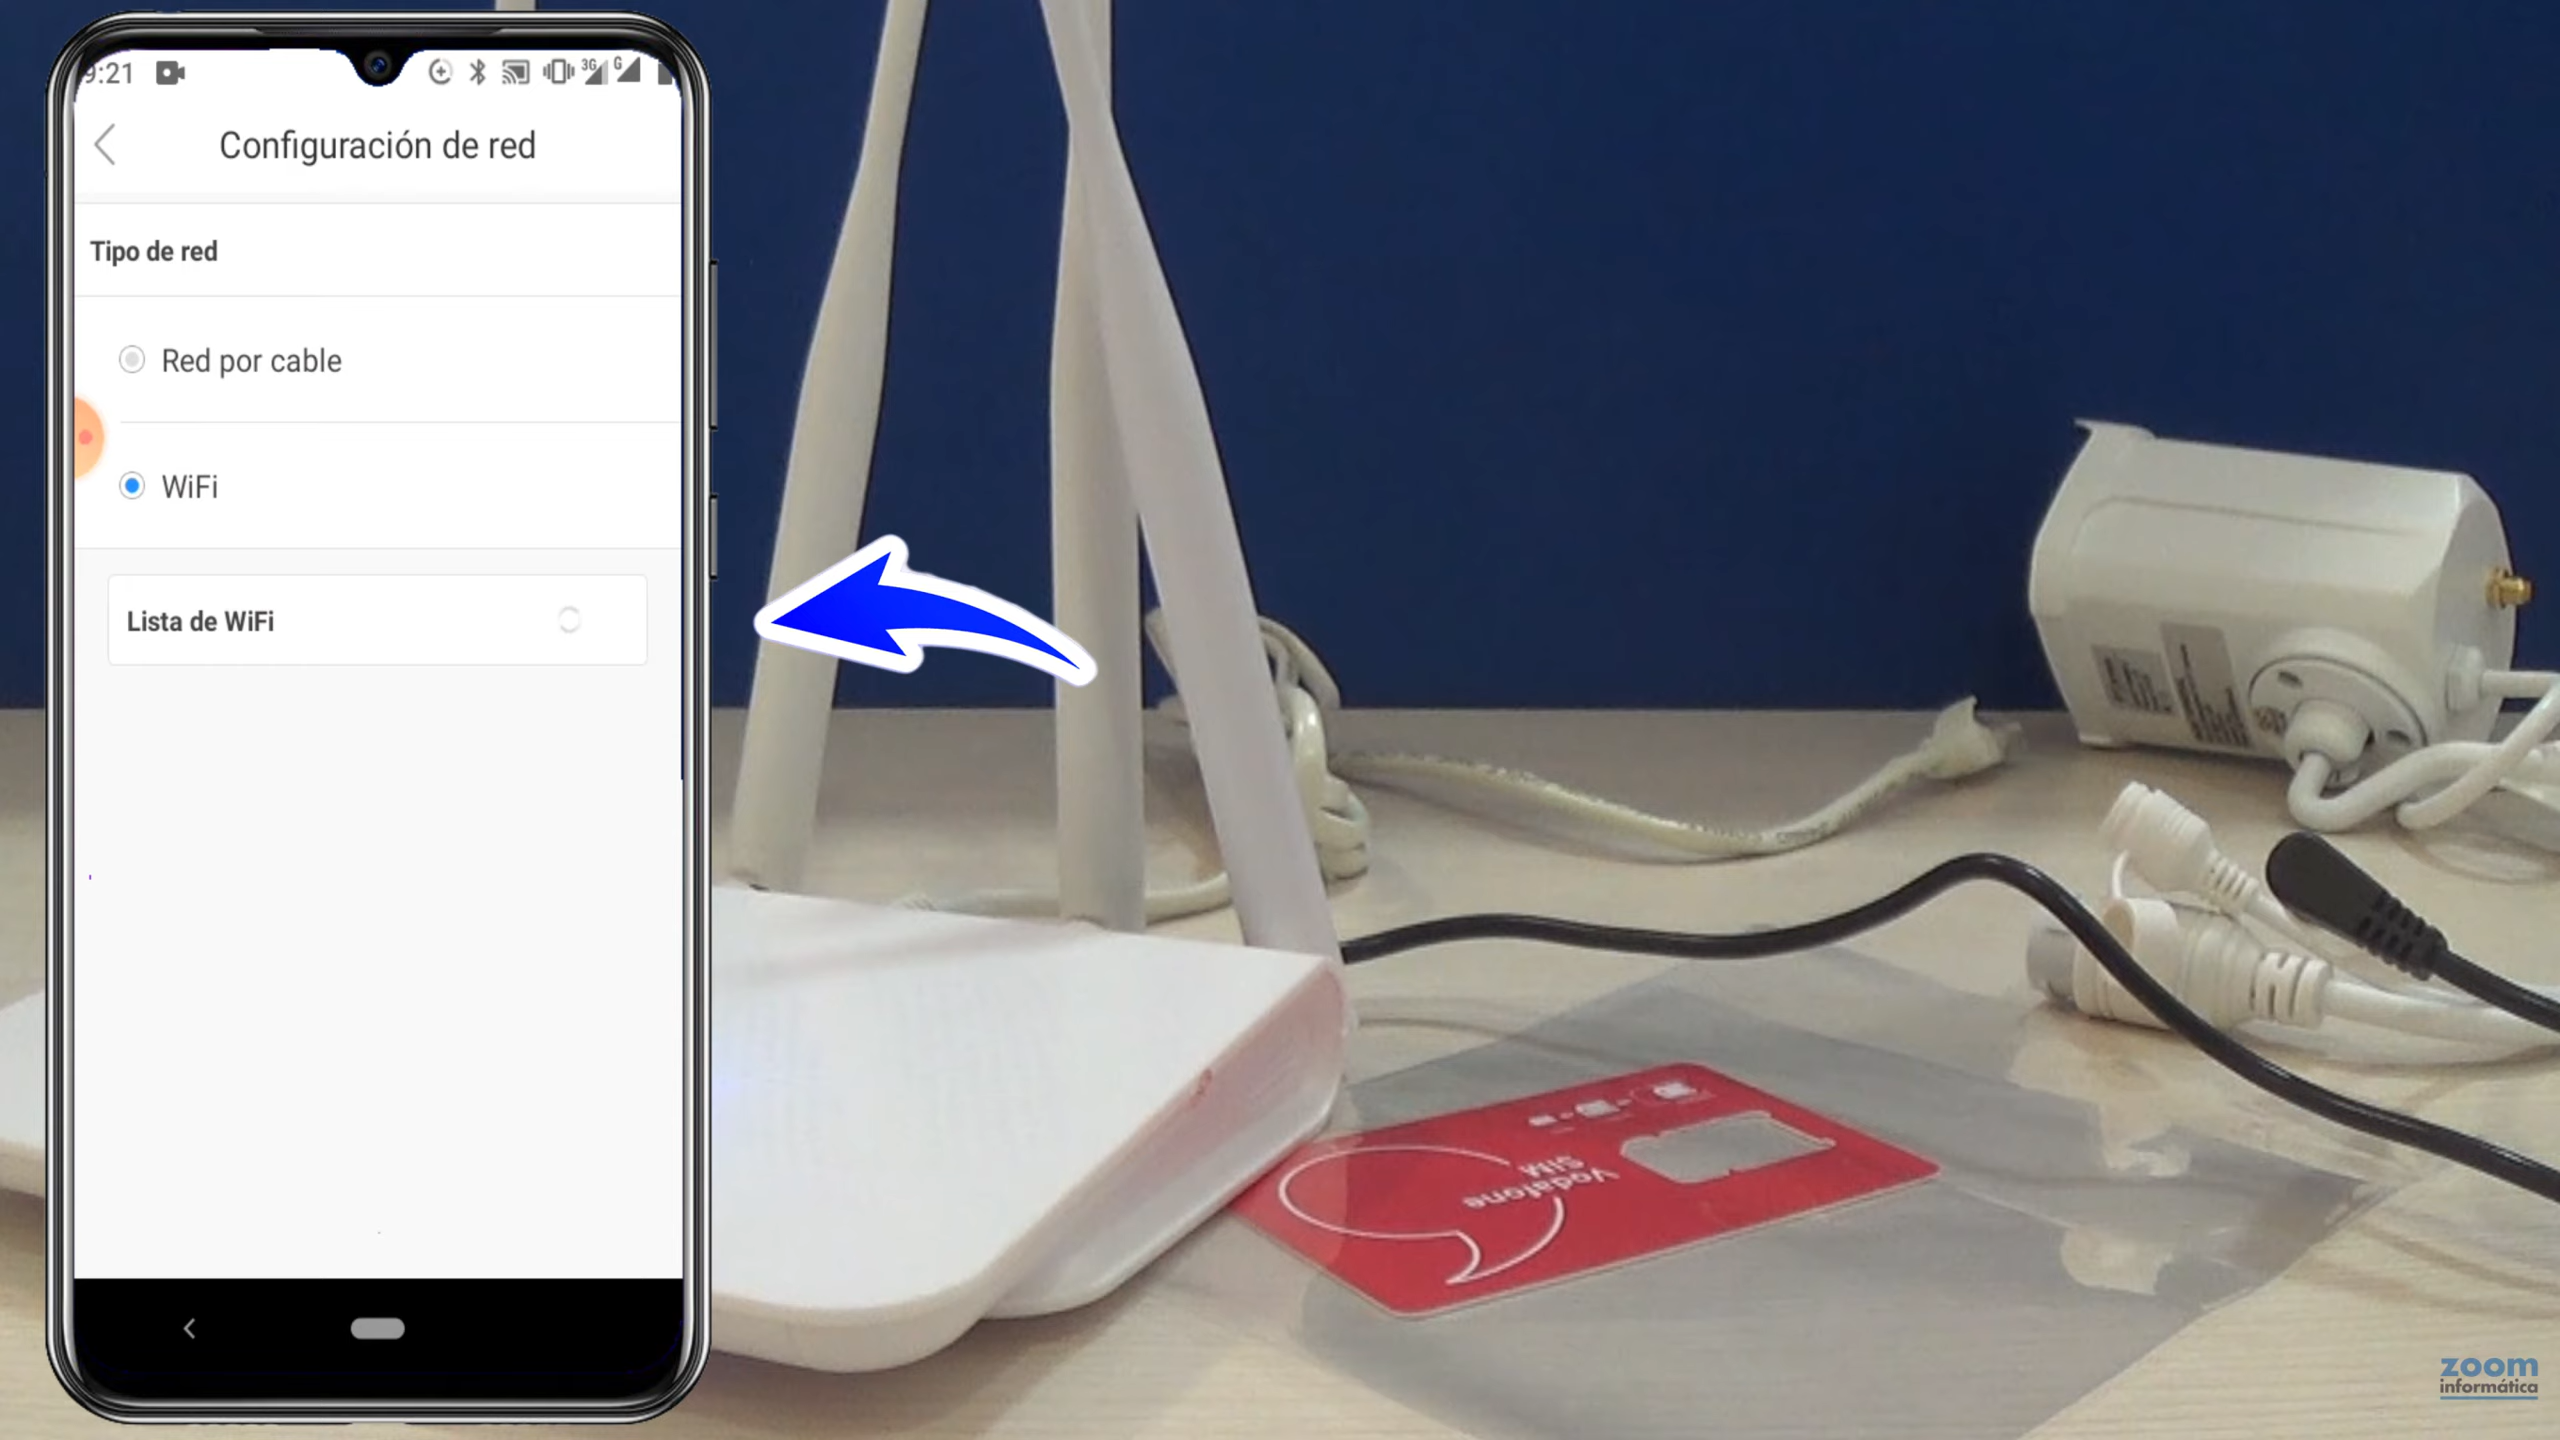 9:21
3G
G
Configuración de red
Tipo de red
Red por cable
WiFi
Lista de WiFi
Vodafone
SIM
zoom
informática